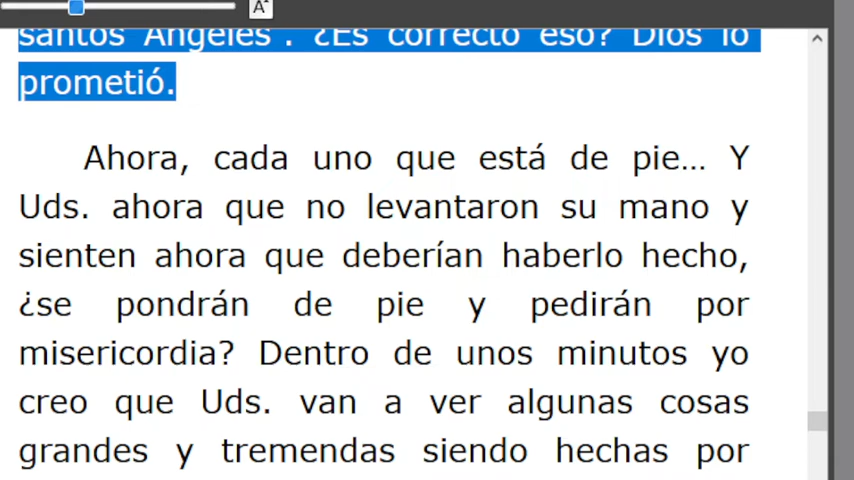 A
santos Ángeles". ¿Es correcto eso? Dios lo
prometió.
Ahora, cada uno que está de pie… Y
Uds. ahora que no levantaron su mano y
sienten ahora que deberían haberlo hecho,
¿se pondrán de pie y pedirán por
misericordia? Dentro de unos minutos yo
creo que Uds. van a ver algunas cosas
grandes y tremendas siendo hechas por